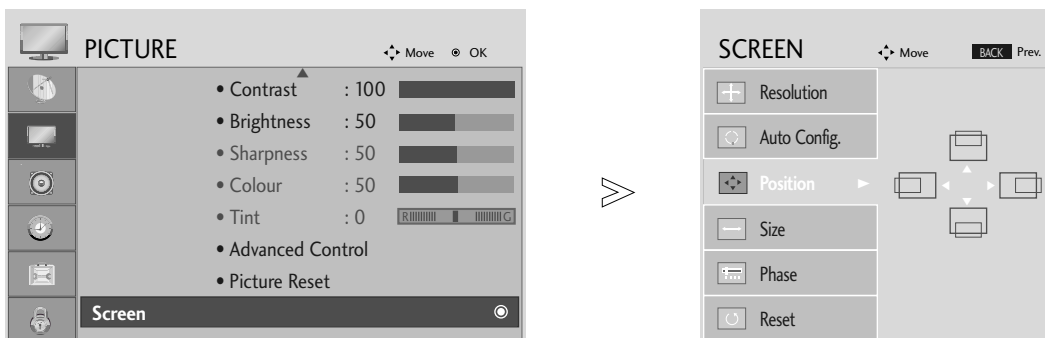 PICTURE
Move OK
• Contrast : 100
• Brightness : 50
• Sharpness : 50
• Colour : 50
• Tint : 0 R G
• Advanced Control
• Picture Reset
Screen
SCREEN
Move BACK Prev.
Resolution
Auto Config.
Position
Size
Phase
Reset